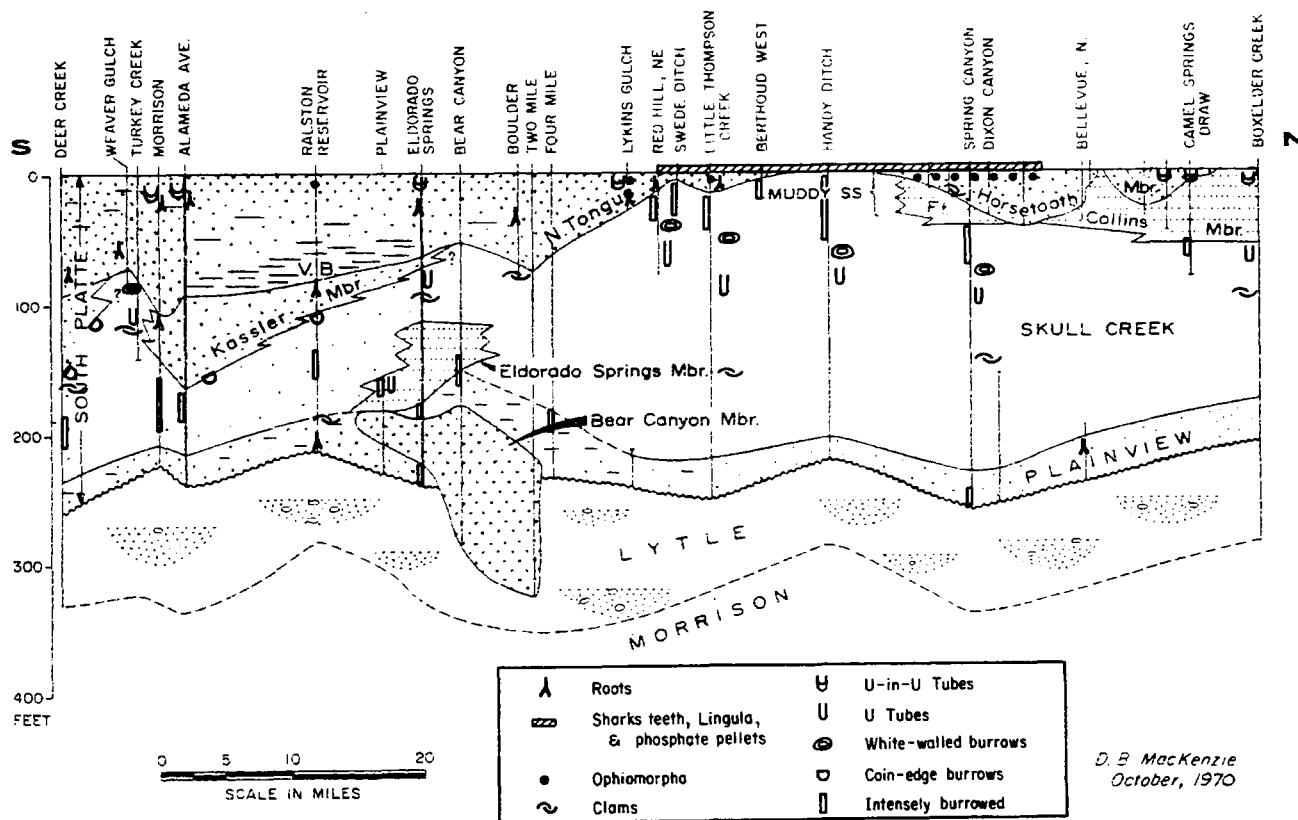 DEER CREEK
WEAVER GULCH
TURKEY CREEK
MORRISON
ALAMEDA AVE.
RALSTON
RESERVOIR
PLAINVIEW
ELDORADO
SPRINGS
BEAR CANYON
BOULDER
TWO MILE
FOUR MILE
LYKINS GULCH
RED HILL, NE
SWEDE DITCH
LITTLE THOMPSON
CREEK
BERTHOUD WEST
HANDY DITCH
SPRING CANYON
DIXON CANYON
BELLEVUE, N.
CAMEL SPRINGS
DRAW
BOXELDER CREEK
S
N
0
100
200
300
400
FEET
SOUTH PLATTE
V.B.
?
?
Kassler Mbr.
N Tongue
MUDDY SS
Ft
Collins
Mbr.
Horsetooth
Mbr.
SKULL CREEK
Eldorado Springs Mbr.
Bear Canyon Mbr.
PLAINVIEW
LYTLE
MORRISON
0 5 10 20
SCALE IN MILES
Roots
Sharks teeth, Lingula,
& phosphate pellets
Ophiomorpha
Clams
U-in-U Tubes
U Tubes
White-walled burrows
Coin-edge burrows
Intensely burrowed
D. B MacKenzie
October, 1970